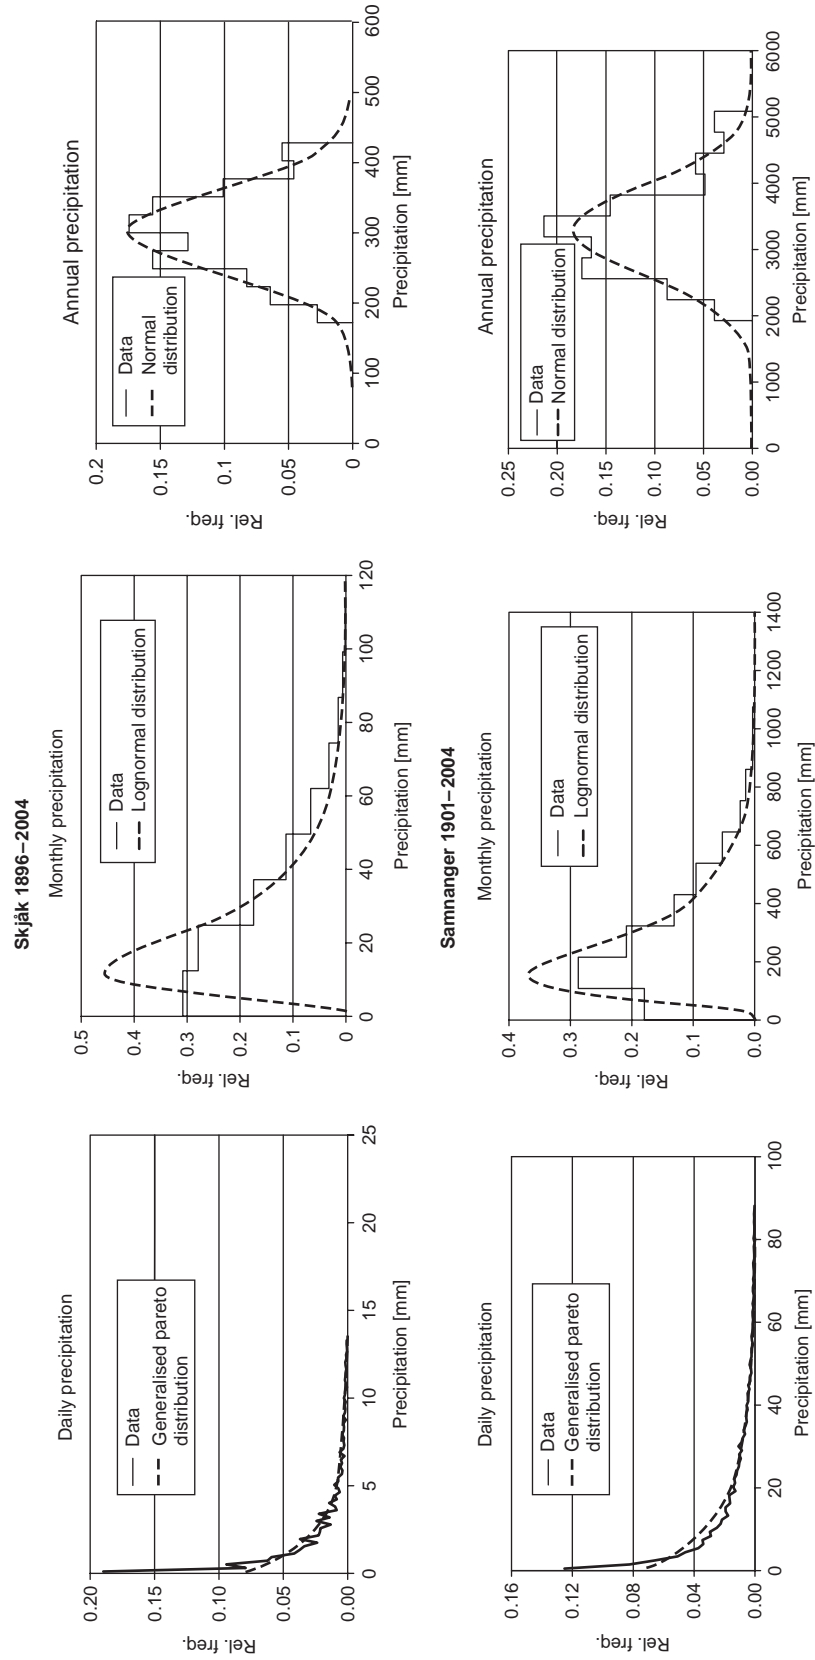 Skjåk 1896–2004
Daily precipitation
Rel. freq.
0.20
0.15
0.10
0.05
0.00
Data
Generalised pareto
distribution
0 5 10 15 20 25
Precipitation [mm]
Monthly precipitation
Rel. freq.
0.5
0.4
0.3
0.2
0.1
0
Data
Lognormal distribution
0 20 40 60 80 100 120
Precipitation [mm]
Annual precipitation
Rel. freq.
0.2
0.15
0.1
0.05
0
Data
Normal
distribution
0 100 200 300 400 500 600
Precipitation [mm]
Samnanger 1901–2004
Daily precipitation
Rel. freq.
0.16
0.12
0.08
0.04
0.00
Data
Generalised pareto
distribution
0 20 40 60 80 100
Precipitation [mm]
Monthly precipitation
Rel. freq.
0.4
0.3
0.2
0.1
0.0
Data
Lognormal distribution
0 200 400 600 800 1000 1200 1400
Precipitation [mm]
Annual precipitation
Rel. freq.
0.25
0.20
0.15
0.10
0.05
0.00
Data
Normal distribution
0 1000 2000 3000 4000 5000 6000
Precipitation [mm]